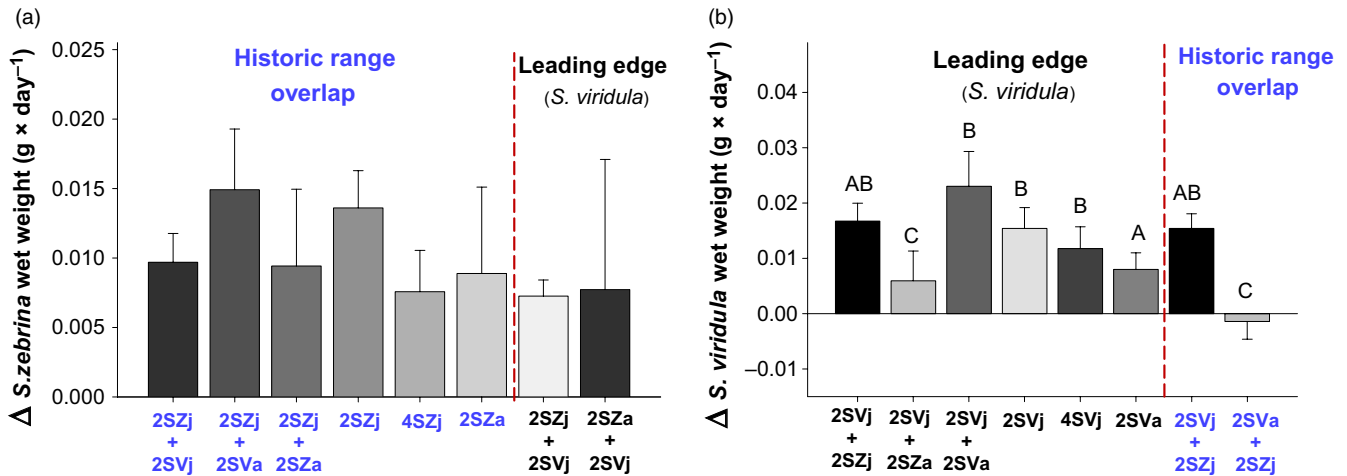 (a)
Δ S.zebrina wet weight (g × day−1)
0.025
0.020
0.015
0.010
0.005
0.000
Historic range
overlap
Leading edge
(S. viridula)
2SZj
+
2SVj
2SZj
+
2SVa
2SZj
+
2SZa
2SZj
4SZj
2SZa
2SZj
+
2SVj
2SZa
+
2SVj
(b)
Δ S. viridula wet weight (g × day−1)
0.04
0.03
0.02
0.01
0.00
−0.01
Leading edge
(S. viridula)
Historic range
overlap
AB
C
B
B
B
A
AB
C
2SVj
+
2SZj
2SVj
+
2SZa
2SVj
+
2SVa
2SVj
4SVj
2SVa
2SVj
+
2SZj
2SVa
+
2SZj